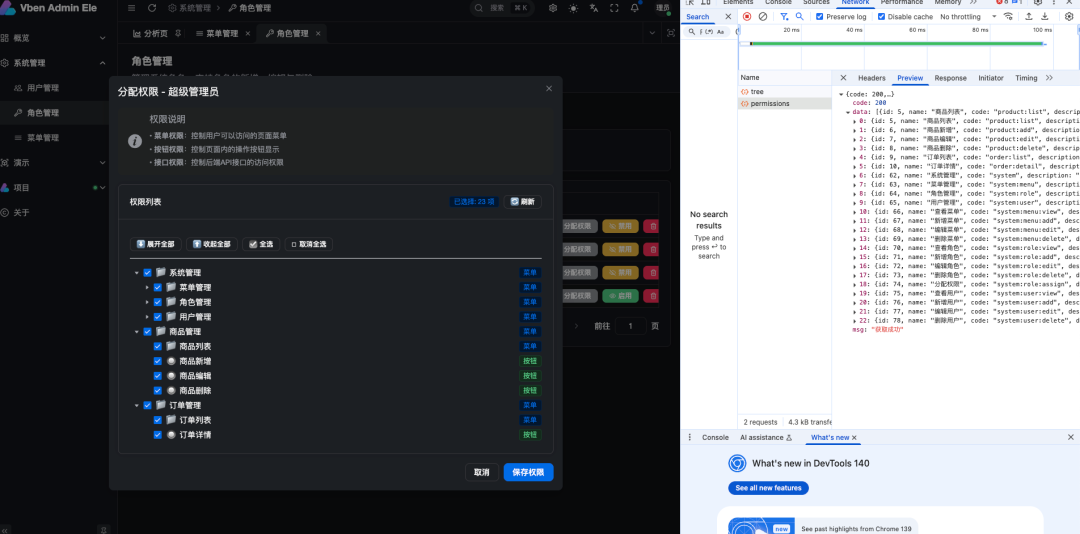 Vben Admin Ele
系统管理
角色管理
搜索
⌘ K
概览
系统管理
用户管理
角色管理
菜单管理
演示
项目
关于
分析页
菜单管理
角色管理
角色管理
分配权限 - 超级管理员
权限说明
• 菜单权限：控制用户可以访问的页面菜单
• 按钮权限：控制页面内的操作按钮显示
• 接口权限：控制后端API接口的访问权限
权限列表
已选择: 23 项
刷新
展开全部
收起全部
全选
取消全选
系统管理 菜单
菜单管理 菜单
角色管理 菜单
用户管理 菜单
商品管理 菜单
商品列表 菜单
商品新增 按钮
商品编辑 按钮
商品删除 按钮
订单管理 菜单
订单列表 菜单
订单详情 按钮
取消
保存权限
分配权限 禁用
分配权限 禁用
分配权限 禁用
分配权限 启用
前往 1 页
Elements Console Sources Network Performance Memory
Search
Preserve log
Disable cache
No throttling
Aa
20 ms 40 ms 60 ms 80 ms 100 ms
No search
results
Type and
press ↵ to
search
Name
tree
permissions
2 requests
4.3 kB transfe
Headers Preview Response Initiator Timing
{code: 200,…}
code: 200
data: [{id: 5, name: "商品列表", code: "product:list", descrip
0: {id: 5, name: "商品列表", code: "product:list", descriptio
1: {id: 6, name: "商品新增", code: "product:add", description
2: {id: 7, name: "商品编辑", code: "product:edit", descriptio
3: {id: 8, name: "商品删除", code: "product:delete", descript
4: {id: 9, name: "订单列表", code: "order:list", description
5: {id: 10, name: "订单详情", code: "order:detail", descripti
6: {id: 62, name: "系统管理", code: "system", description: "
7: {id: 63, name: "菜单管理", code: "system:menu", descriptio
8: {id: 64, name: "角色管理", code: "system:role", descriptio
9: {id: 65, name: "用户管理", code: "system:user", descriptio
10: {id: 66, name: "查看菜单", code: "system:menu:view", desc
11: {id: 67, name: "新增菜单", code: "system:menu:add", descr
12: {id: 68, name: "编辑菜单", code: "system:menu:edit", desc
13: {id: 69, name: "删除菜单", code: "system:menu:delete", d
14: {id: 70, name: "查看角色", code: "system:role:view", desc
15: {id: 71, name: "新增角色", code: "system:role:add", descr
16: {id: 72, name: "编辑角色", code: "system:role:edit", desc
17: {id: 73, name: "删除角色", code: "system:role:delete", d
18: {id: 74, name: "分配权限", code: "system:role:assign", d
19: {id: 75, name: "查看用户", code: "system:user:view", desc
20: {id: 76, name: "新增用户", code: "system:user:add", descr
21: {id: 77, name: "编辑用户", code: "system:user:edit", desc
22: {id: 78, name: "删除用户", code: "system:user:delete", d
msg: "获取成功"
Console
AI assistance
What's new
What's new in DevTools 140
See all new features
new
See past highlights from Chrome 139